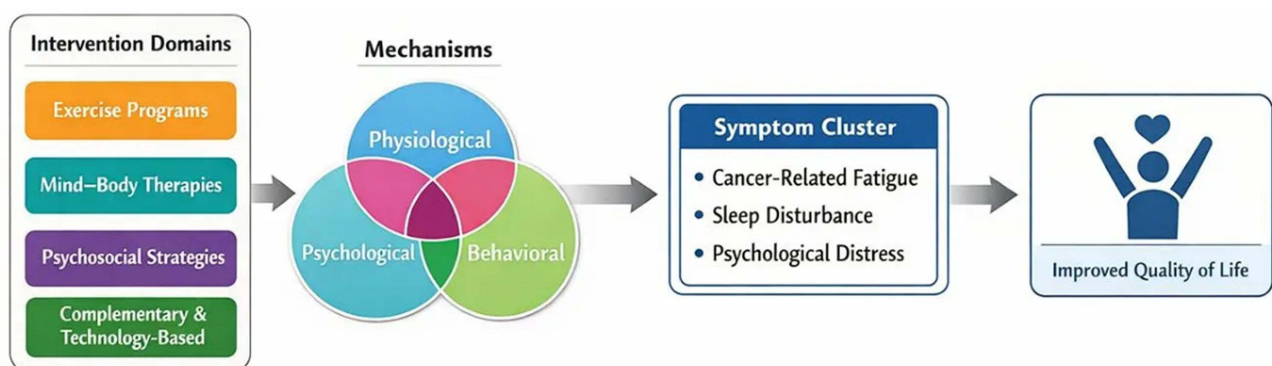 Intervention Domains
Exercise Programs
Mind–Body Therapies
Psychosocial Strategies
Complementary &
Technology-Based
Mechanisms
Physiological
Psychological
Behavioral
Symptom Cluster
• Cancer-Related Fatigue
• Sleep Disturbance
• Psychological Distress
Improved Quality of Life